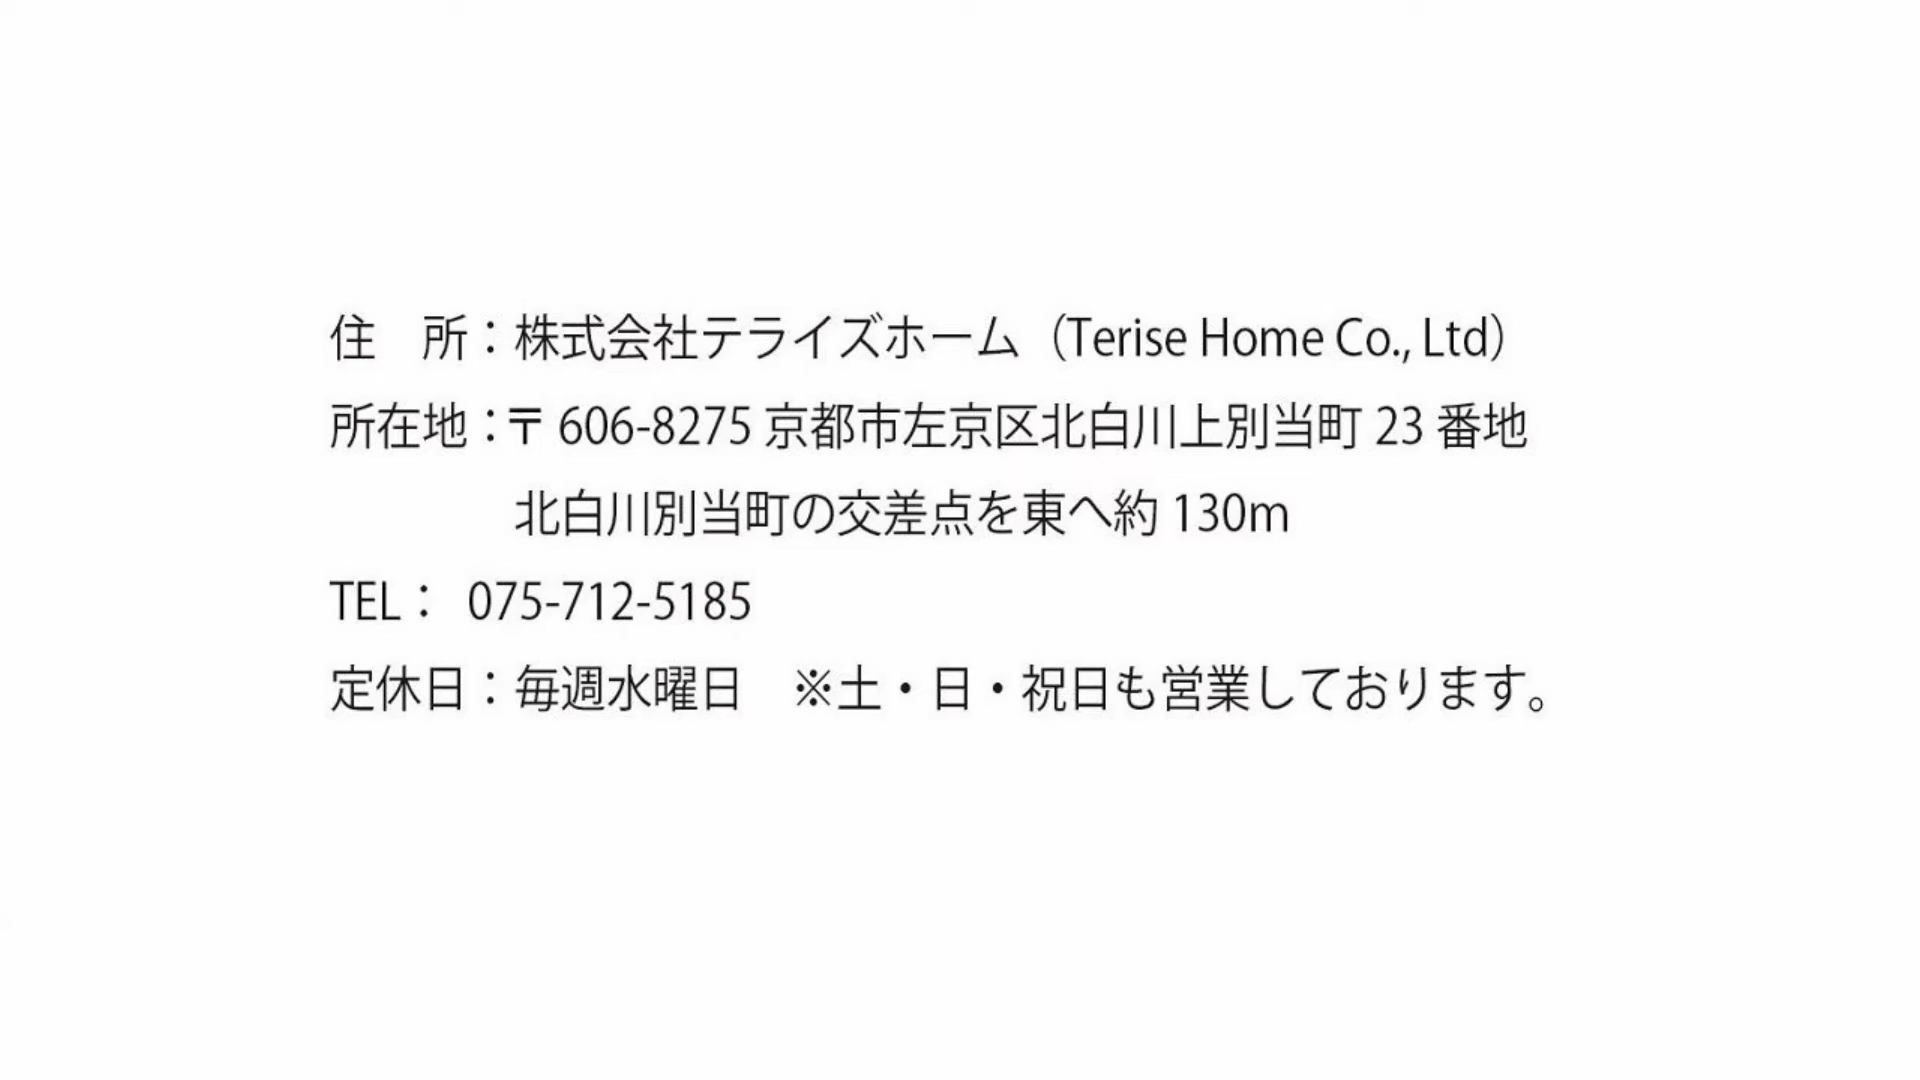 住　所：株式会社テライズホーム（Terise Home Co., Ltd）
所在地：〒 606-8275 京都市左京区北白川上別当町 23 番地
北白川別当町の交差点を東へ約 130m
TEL： 075-712-5185
定休日：毎週水曜日　※土・日・祝日も営業しております。